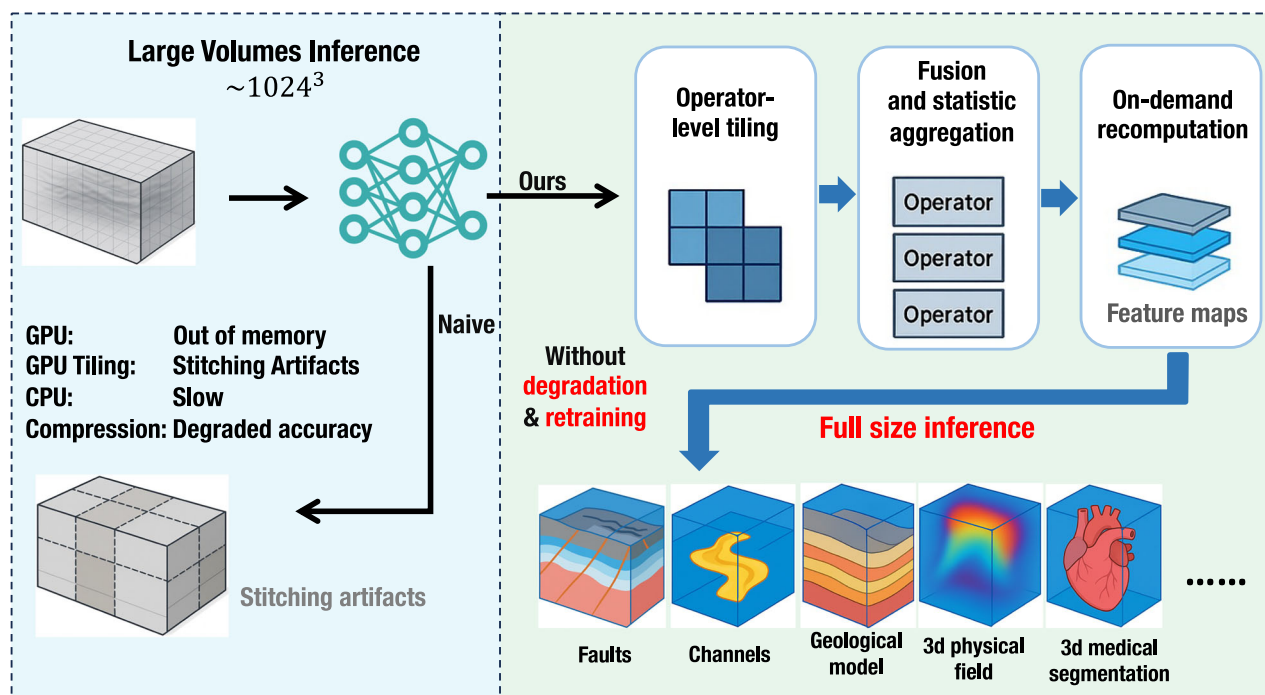 Large Volumes Inference
~1024³
Ours
Naive
GPU: Out of memory
GPU Tiling: Stitching Artifacts
CPU: Slow
Compression: Degraded accuracy
Stitching artifacts
Operator-
level tiling
Fusion
and statistic
aggregation
Operator
Operator
Operator
On-demand
recomputation
Feature maps
Without
degradation
& retraining
Full size inference
Faults
Channels
Geological
model
3d physical
field
3d medical
segmentation
······